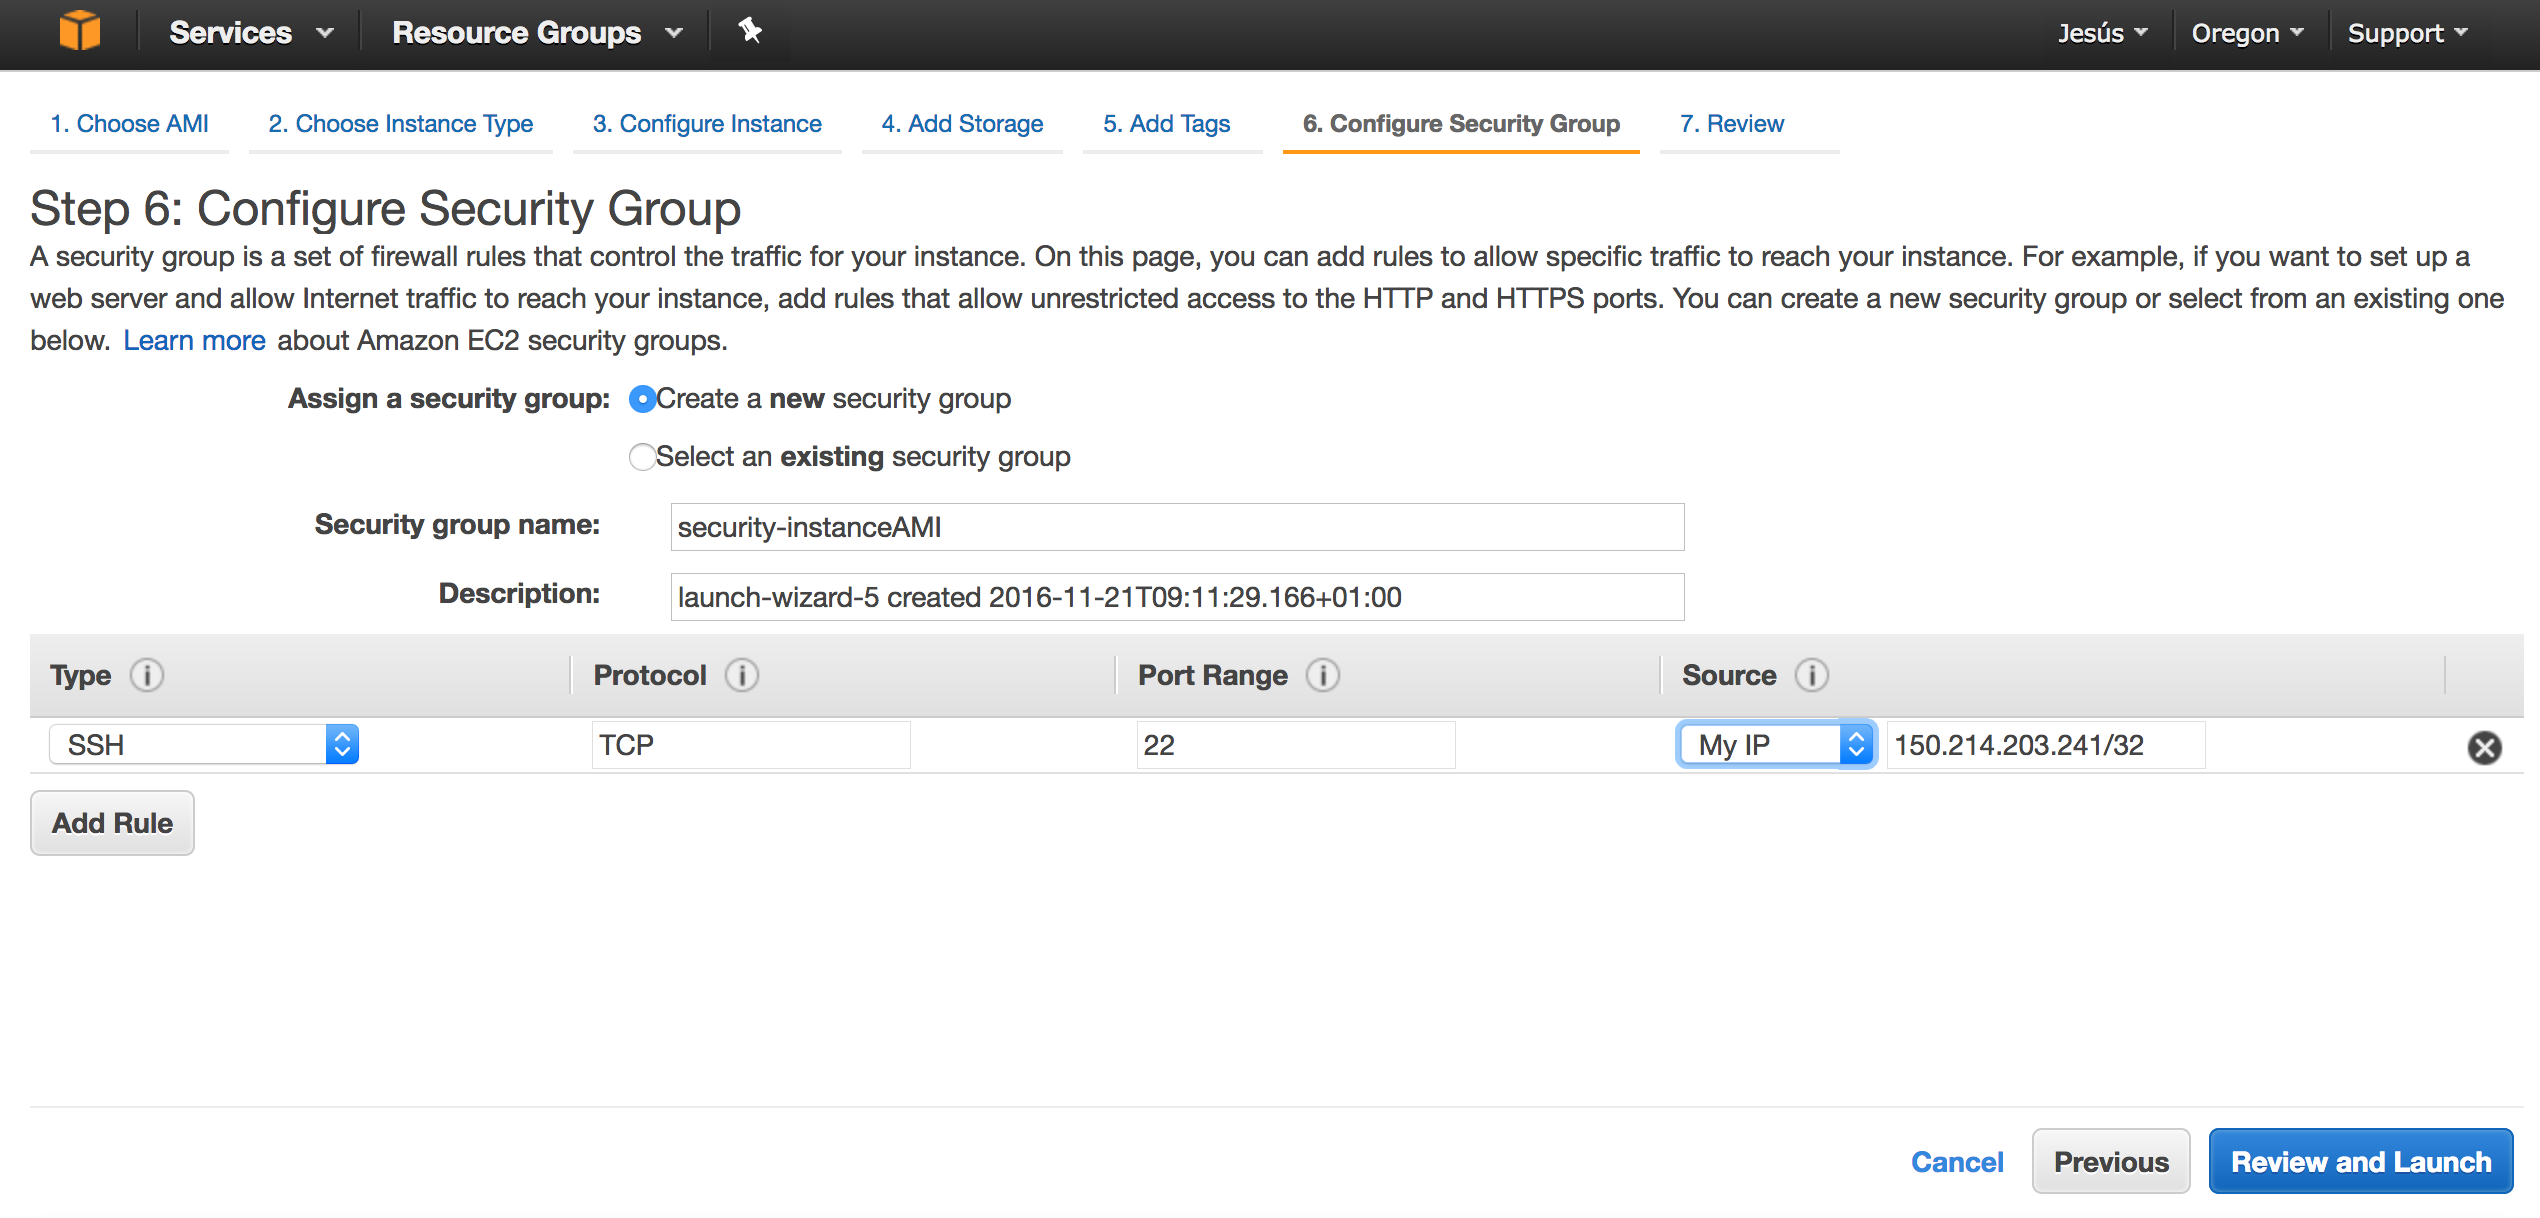 Services Resource Groups Jesús Oregon Support
1. Choose AMI 2. Choose Instance Type 3. Configure Instance 4. Add Storage 5. Add Tags 6. Configure Security Group 7. Review
Step 6: Configure Security Group
A security group is a set of firewall rules that control the traffic for your instance. On this page, you can add rules to allow specific traffic to reach your instance. For example, if you want to set up a
web server and allow Internet traffic to reach your instance, add rules that allow unrestricted access to the HTTP and HTTPS ports. You can create a new security group or select from an existing one
below. Learn more about Amazon EC2 security groups.
Assign a security group: Create a new security group
Select an existing security group
Security group name: security-instanceAMI
Description: launch-wizard-5 created 2016-11-21T09:11:29.166+01:00
Type i Protocol i Port Range i Source i
SSH TCP 22 My IP 150.214.203.241/32
Add Rule
Cancel Previous Review and Launch